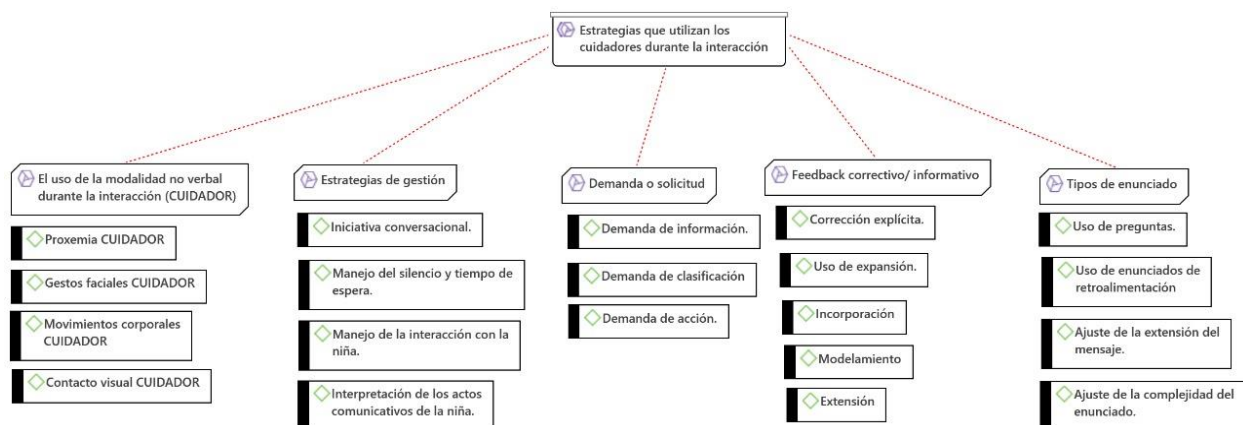 Estrategias que utilizan los
cuidadores durante la interacción
El uso de la modalidad no verbal
durante la interacción (CUIDADOR)
Proxemia CUIDADOR
Gestos faciales CUIDADOR
Movimientos corporales
CUIDADOR
Contacto visual CUIDADOR
Estrategias de gestión
Iniciativa conversacional.
Manejo del silencio y tiempo de
espera.
Manejo de la interacción con la
niña.
Interpretación de los actos
comunicativos de la niña.
Demanda o solicitud
Demanda de información.
Demanda de clasificación
Demanda de acción.
Feedback correctivo/ informativo
Corrección explícita.
Uso de expansión.
Incorporación
Modelamiento
Extensión
Tipos de enunciado
Uso de preguntas.
Uso de enunciados de
retroalimentación
Ajuste de la extensión del
mensaje.
Ajuste de la complejidad del
enunciado.